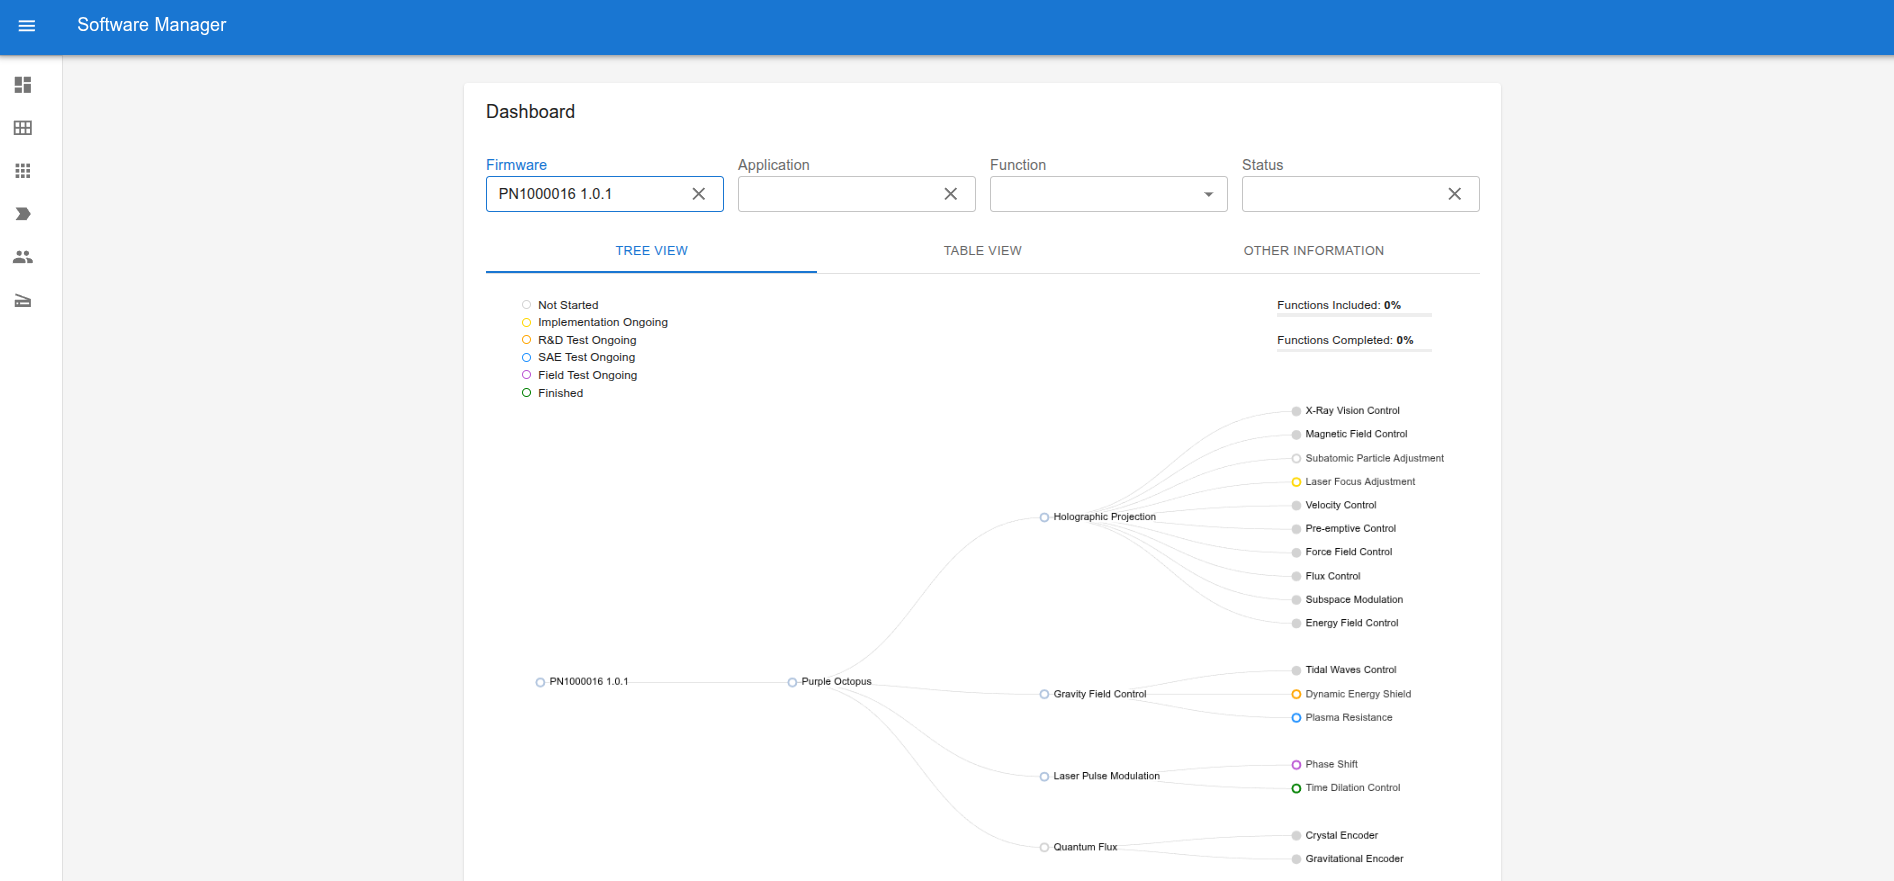 Software Manager
Dashboard
Firmware
Application
Function
Status
PN1000016 1.0.1
TREE VIEW
TABLE VIEW
OTHER INFORMATION
Not Started
Implementation Ongoing
R&D Test Ongoing
SAE Test Ongoing
Field Test Ongoing
Finished
Functions Included: 0%
Functions Completed: 0%
X-Ray Vision Control
Magnetic Field Control
Subatomic Particle Adjustment
Laser Focus Adjustment
Velocity Control
Holographic Projection
Pre-emptive Control
Force Field Control
Flux Control
Subspace Modulation
Energy Field Control
Tidal Waves Control
PN1000016 1.0.1
Purple Octopus
Gravity Field Control
Dynamic Energy Shield
Plasma Resistance
Phase Shift
Laser Pulse Modulation
Time Dilation Control
Crystal Encoder
Quantum Flux
Gravitational Encoder